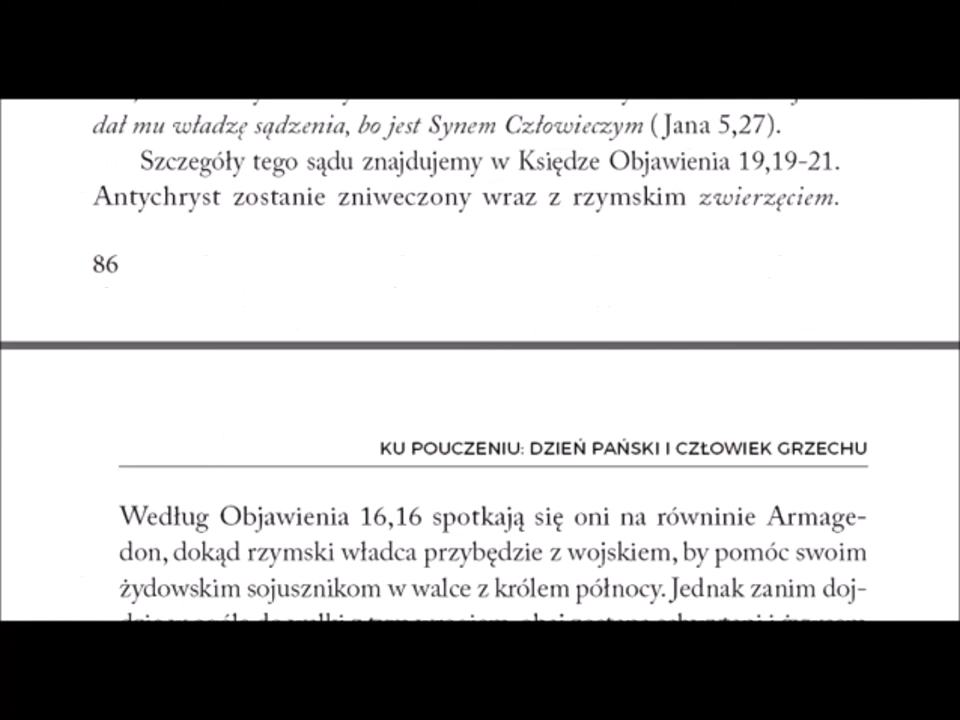 dał mu władzę sądzenia, bo jest Synem Człowieczym (Jana 5,27).
Szczegóły tego sądu znajdujemy w Księdze Objawienia 19,19-21.
Antychryst zostanie zniweczony wraz z rzymskim zwierzęciem.
86
KU POUCZENIU: DZIEŃ PAŃSKI I CZŁOWIEK GRZECHU
Według Objawienia 16,16 spotkają się oni na równinie Armage-
don, dokąd rzymski władca przybędzie z wojskiem, by pomóc swoim
żydowskim sojusznikom w walce z królem północy. Jednak zanim doj-